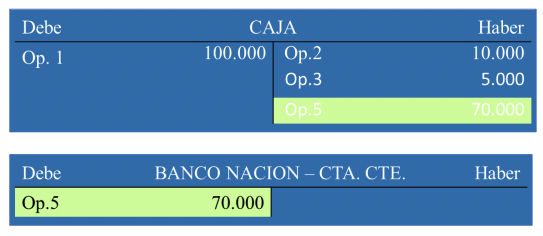 Debe CAJA Haber
Op. 1 100.000 Op.2 10.000
Op.3 5.000
Op.5 70.000
Debe BANCO NACION – CTA. CTE. Haber
Op.5 70.000